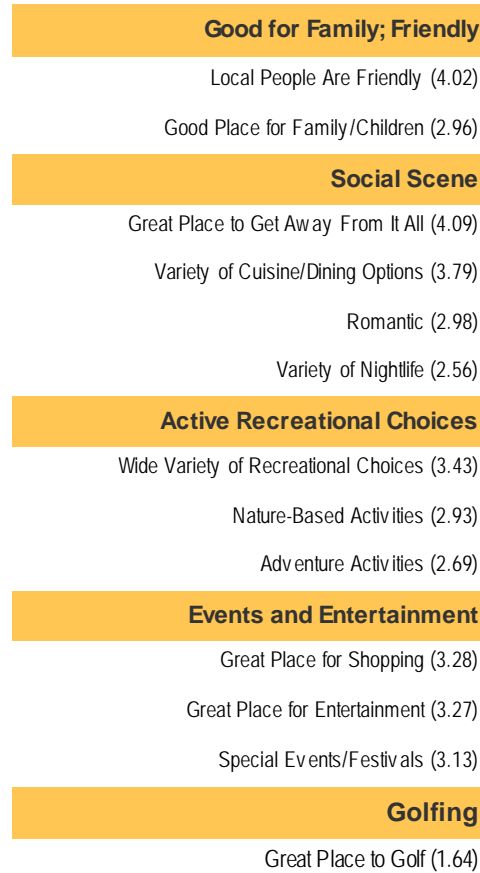 Good for Family; Friendly
Local People Are Friendly (4.02)
Good Place for Family/Children (2.96)
Social Scene
Great Place to Get Away From It All (4.09)
Variety of Cuisine/Dining Options (3.79)
Romantic (2.98)
Variety of Nightlife (2.56)
Active Recreational Choices
Wide Variety of Recreational Choices (3.43)
Nature-Based Activities (2.93)
Adventure Activities (2.69)
Events and Entertainment
Great Place for Shopping (3.28)
Great Place for Entertainment (3.27)
Special Events/Festivals (3.13)
Golfing
Great Place to Golf (1.64)